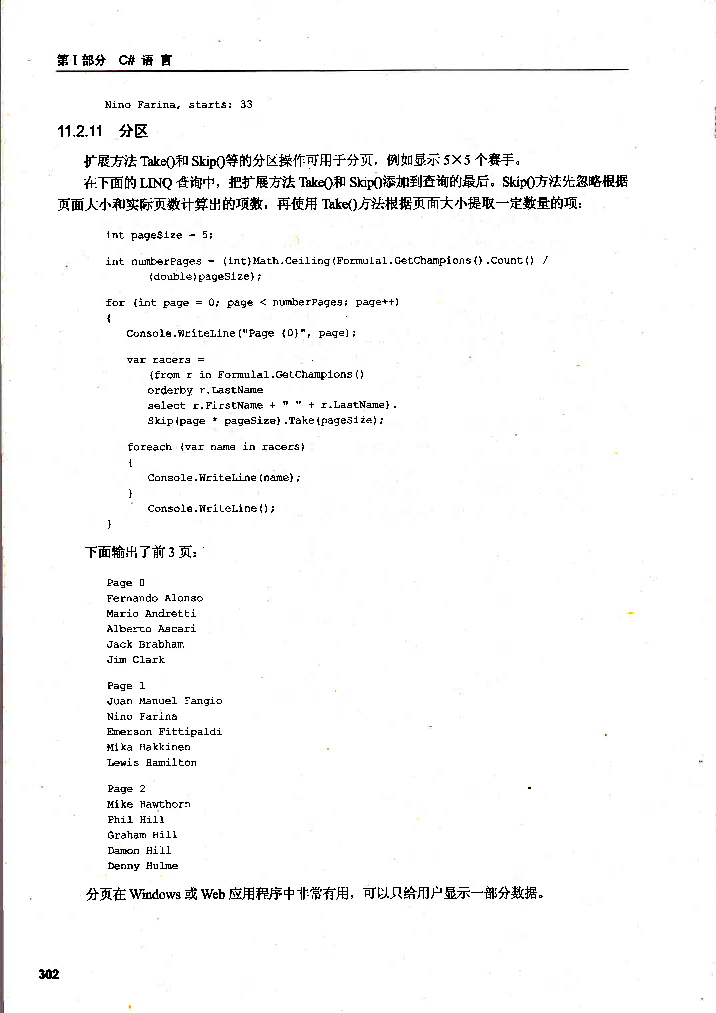 第 I 部分 C# 语 言
Nino Farina, starts: 33
11.2.11 分区
扩展方法 Take()和 Skip()等的分区操作可用于分页，例如显示 5×5 个赛手。
在下面的 LINQ 查询中，把扩展方法 Take()和 Skip()添加到查询的最后。Skip()方法先忽略根据
页面大小和实际页数计算出的项数，再使用 Take()方法根据页面大小提取一定数量的项：
int pageSize = 5;
int numberPages = (int)Math.Ceiling(Formula1.GetChampions().Count() /
(double)pageSize);
for (int page = 0; page < numberPages; page++)
{
Console.WriteLine("Page {0}", page);
var racers =
(from r in Formula1.GetChampions()
orderby r.LastName
select r.FirstName + " " + r.LastName).
Skip(page * pageSize).Take(pageSize);
foreach (var name in racers)
{
Console.WriteLine(name);
}
Console.WriteLine();
}
下面输出了前 3 页：
Page 0
Fernando Alonso
Mario Andretti
Alberto Ascari
Jack Brabham
Jim Clark
Page 1
Juan Manuel Fangio
Nino Farina
Emerson Fittipaldi
Mika Hakkinen
Lewis Hamilton
Page 2
Mike Hawthorn
Phil Hill
Graham Hill
Damon Hill
Denny Hulme
分页在 Windows 或 Web 应用程序中非常有用，可以只给用户显示一部分数据。
302